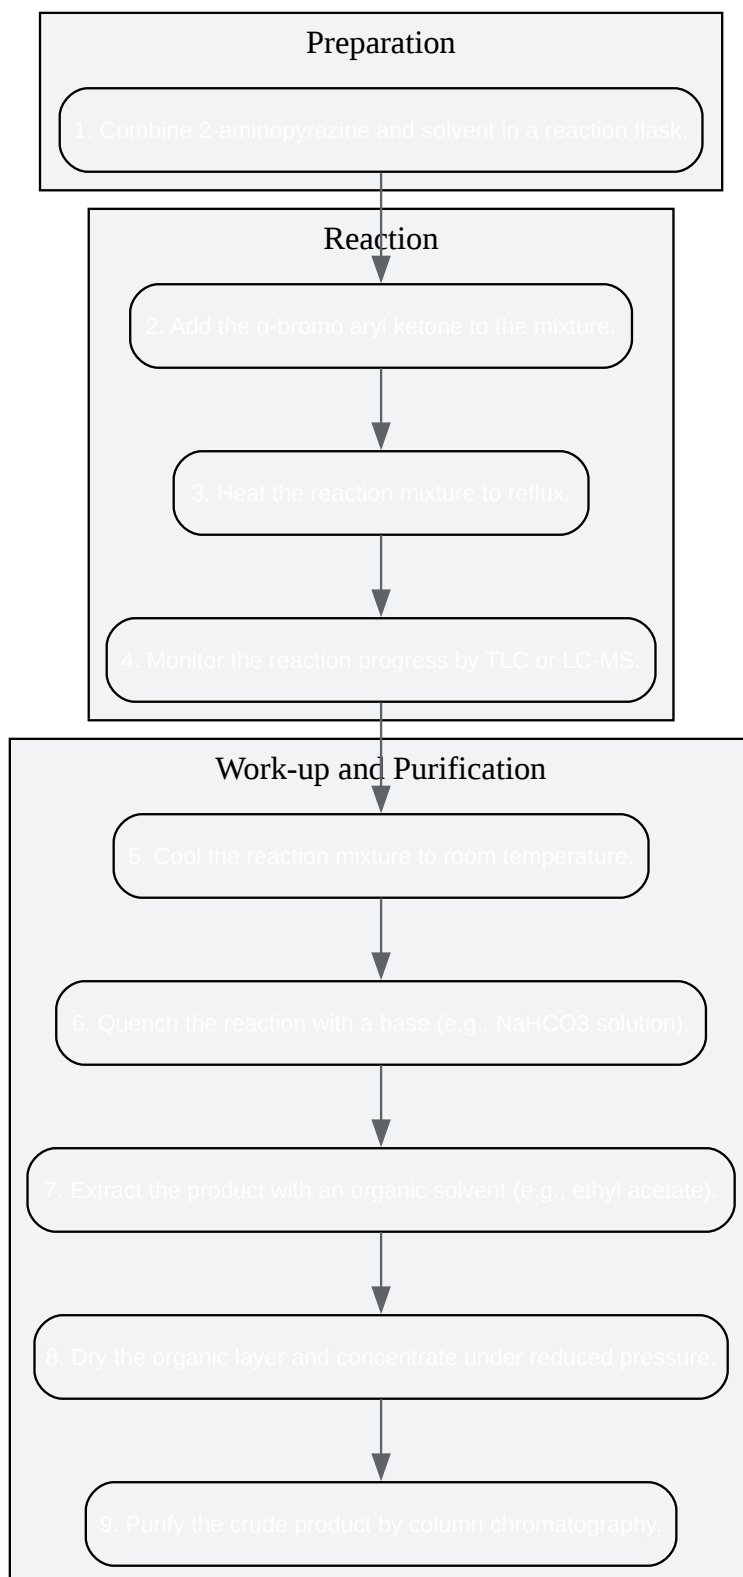 Preparation
1. Combine 2-aminopyrazine and solvent in a reaction flask.
Reaction
2. Add the α-bromo aryl ketone to the mixture.
3. Heat the reaction mixture to reflux.
4. Monitor the reaction progress by TLC or LC-MS.
Work-up and Purification
5. Cool the reaction mixture to room temperature.
6. Quench the reaction with a base (e.g., NaHCO3 solution).
7. Extract the product with an organic solvent (e.g., ethyl acetate).
8. Dry the organic layer and concentrate under reduced pressure.
9. Purify the crude product by column chromatography.